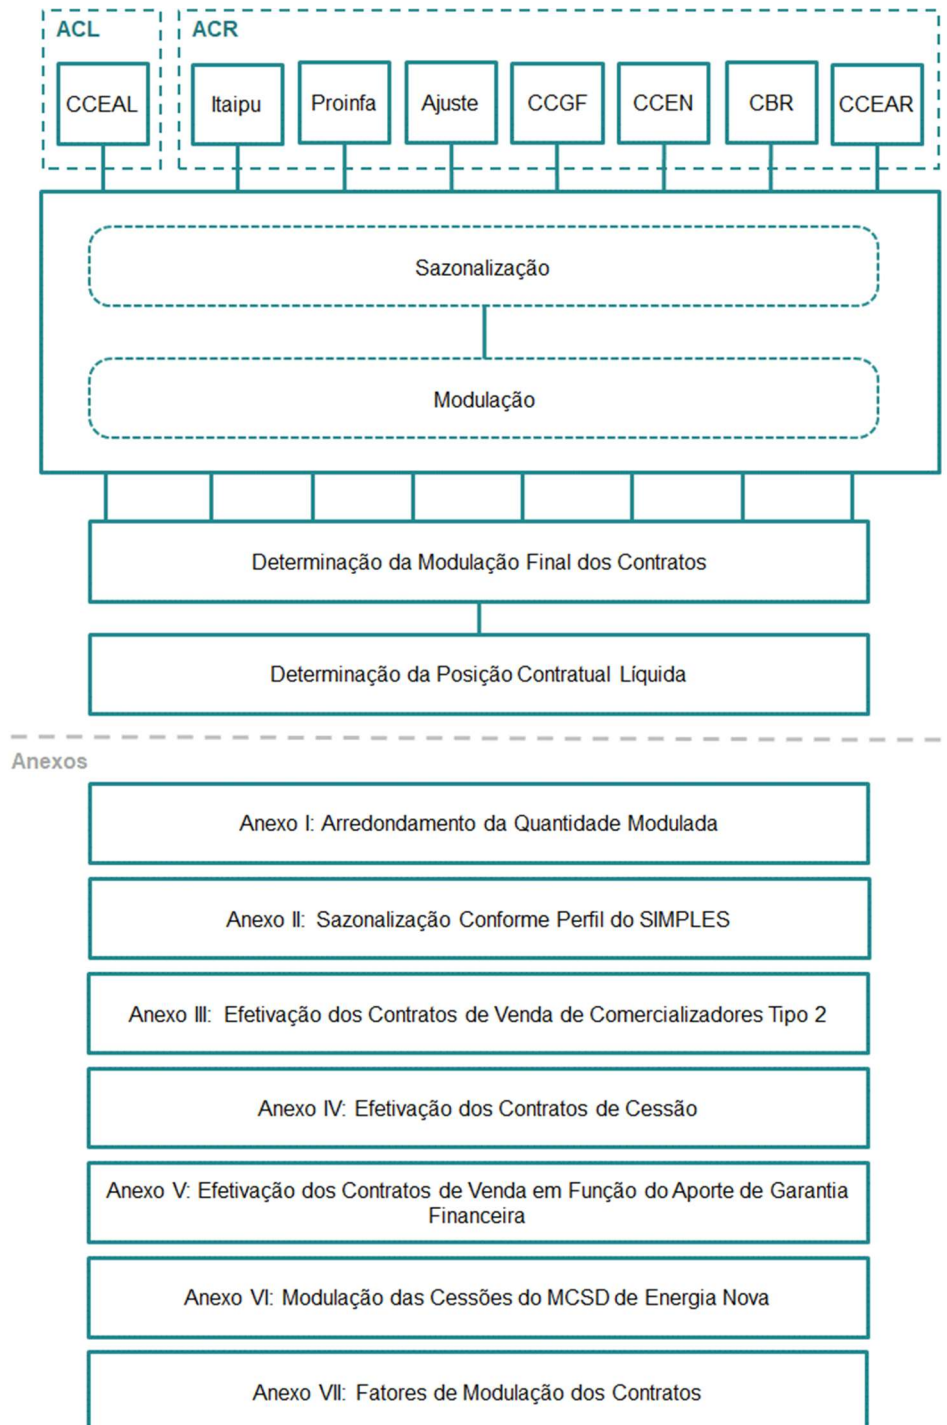 ACL
ACR
CCEAL
Itaipu
Proinfa
Ajuste
CCGF
CCEN
CBR
CCEAR
Sazonalização
Modulação
Determinação da Modulação Final dos Contratos
Determinação da Posição Contratual Líquida
Anexos
Anexo I: Arredondamento da Quantidade Modulada
Anexo II: Sazonalização Conforme Perfil do SIMPLES
Anexo III: Efetivação dos Contratos de Venda de Comercializadores Tipo 2
Anexo IV: Efetivação dos Contratos de Cessão
Anexo V: Efetivação dos Contratos de Venda em Função do Aporte de Garantia
Financeira
Anexo VI: Modulação das Cessões do MCSD de Energia Nova
Anexo VII: Fatores de Modulação dos Contratos